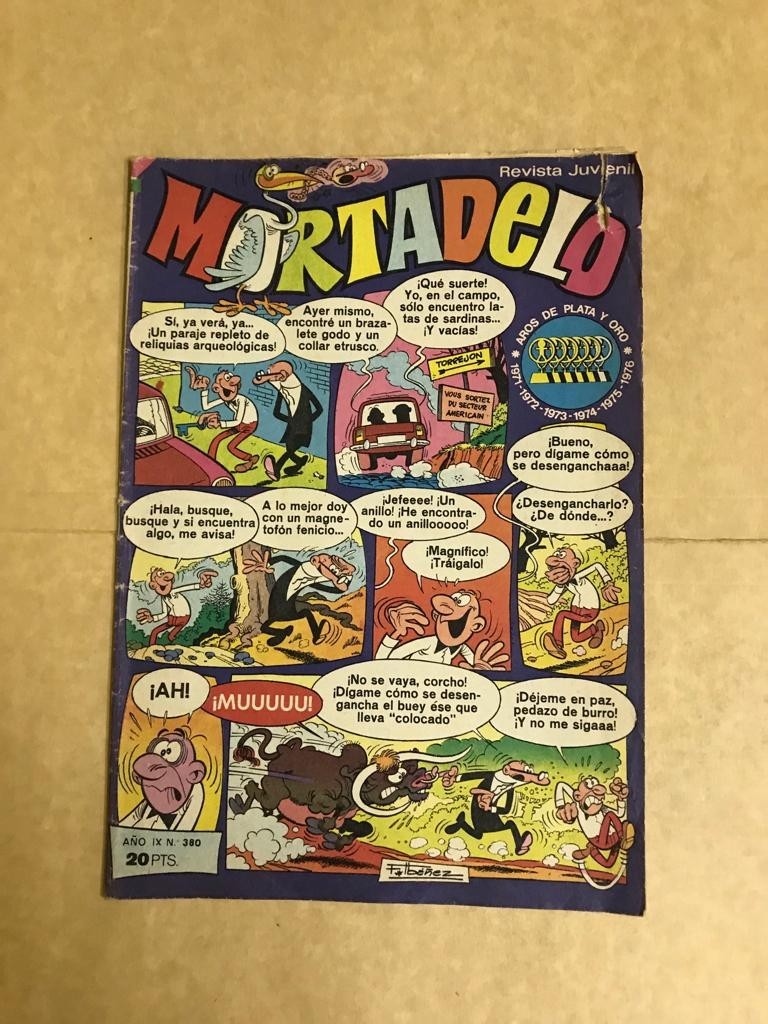 Revista Juvenil
MORTADELO
Sí, ya verá, ya...
¡Un paraje repleto de
reliquias arqueológicas!
Ayer mismo,
encontré un braza-
lete godo y un
collar etrusco.
¡Qué suerte!
Yo, en el campo,
sólo encuentro la-
tas de sardinas...
¡Y vacías!
TORREJON
VOUS SORTEZ
DU SECTEUR
AMERICAIN
* AROS DE PLATA Y ORO *
1971-1972-1973-1974-1975-1976
¡Hala, busque,
busque y si encuentra
algo, me avisa!
A lo mejor doy
con un magne-
tofón fenicio...
¡Jefeeee! ¡Un
anillo! ¡He encontra-
do un anillooooo!
¡Magnífico!
¡Tráigalo!
¡Bueno,
pero dígame cómo
se desenganchaaa!
¿Desengancharlo?
¿De dónde...?
¡AH!
¡MUUUUU!
¡No se vaya, corcho!
¡Dígame cómo se desen-
gancha el buey ése que
lleva "colocado"
¡Déjeme en paz,
pedazo de burro!
¡Y no me sigaaa!
AÑO IX N.º 380
20 PTS.
F. Ibáñez